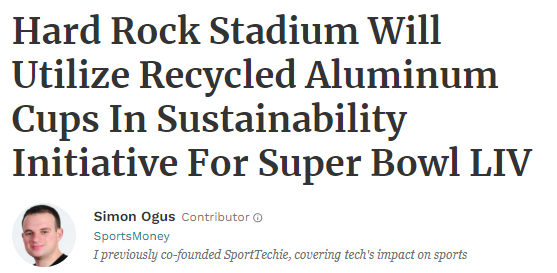 Hard Rock Stadium Will
Utilize Recycled Aluminum
Cups In Sustainability
Initiative For Super Bowl LIV
Simon Ogus Contributor
SportsMoney
I previously co-founded SportTechie, covering tech's impact on sports